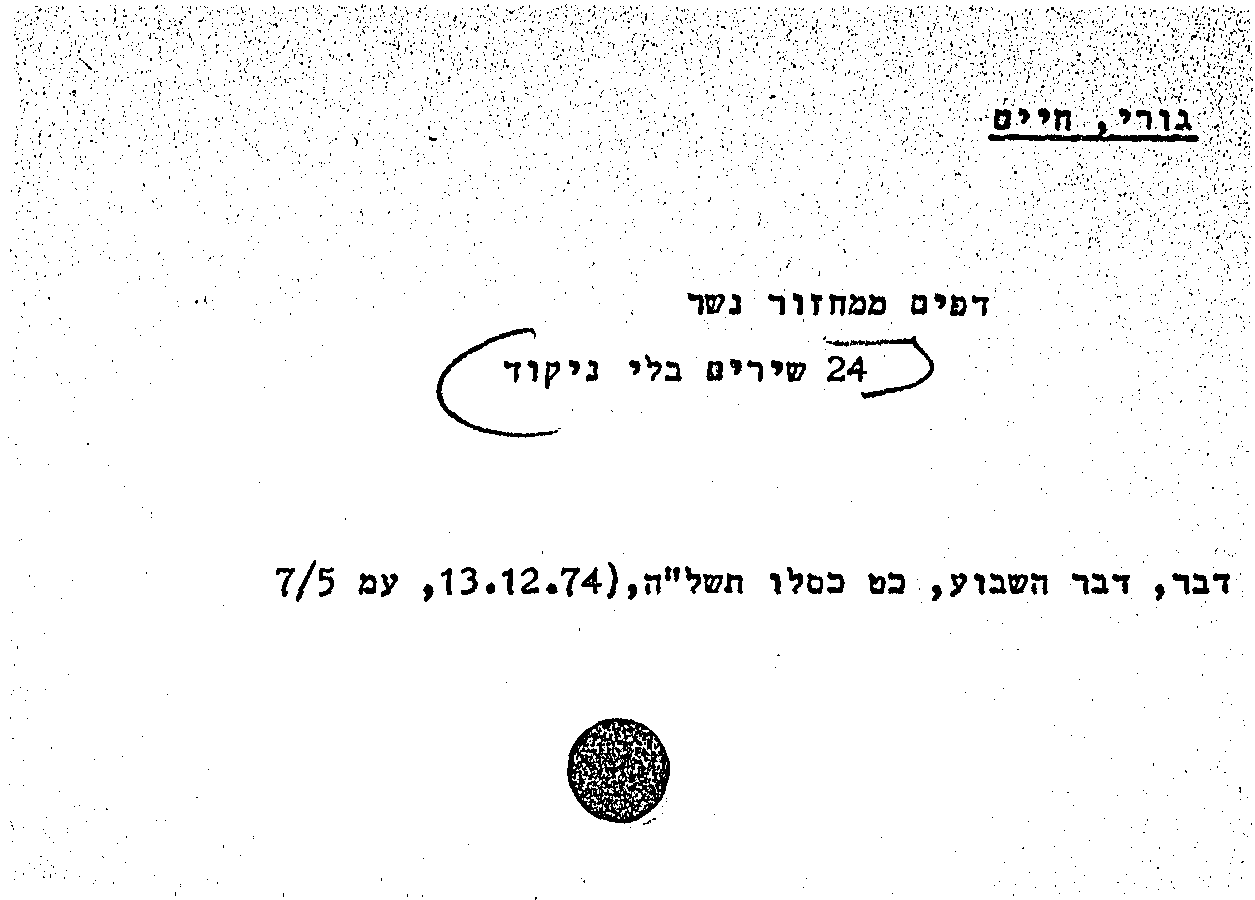 גורי, חיים
דפים ממחזור נשר
(24 שירים בלי ניקוד)
דבר, דבר השבוע, כט כסלו תשל"ה,(13.12.74, עמ 7/5